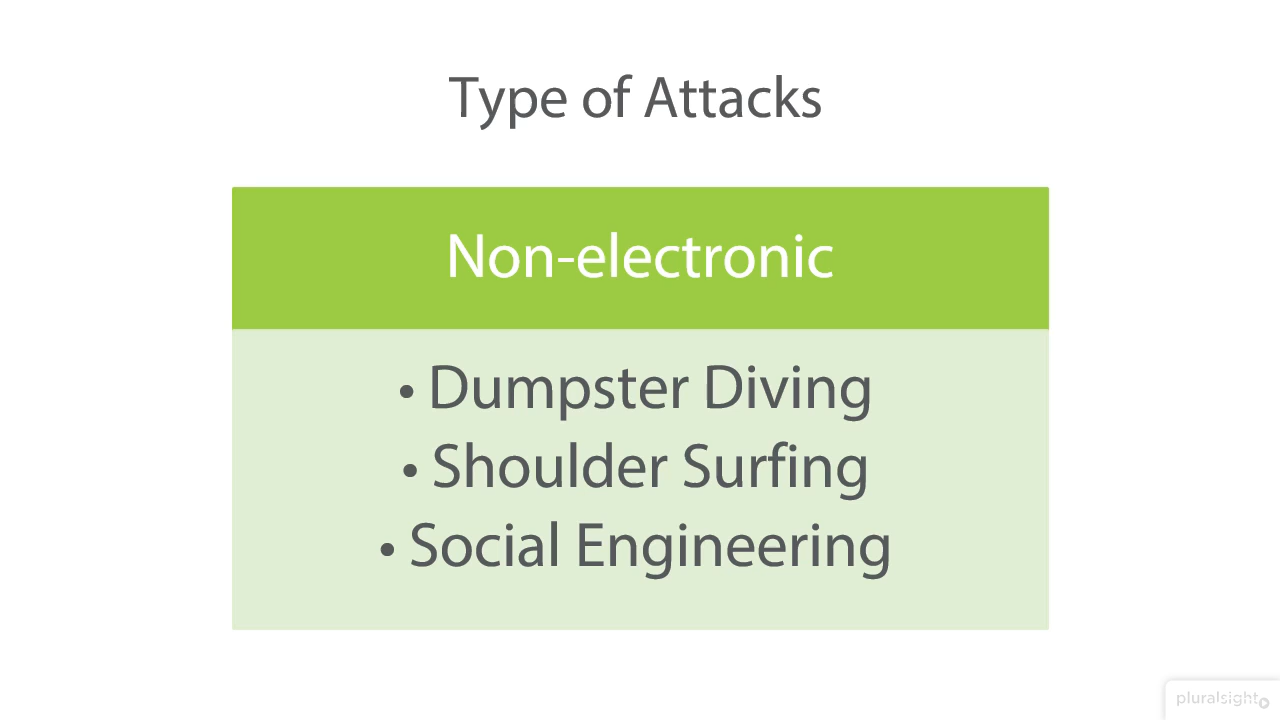 Type of Attacks
Non-electronic
• Dumpster Diving
• Shoulder Surfing
• Social Engineering
pluralsight